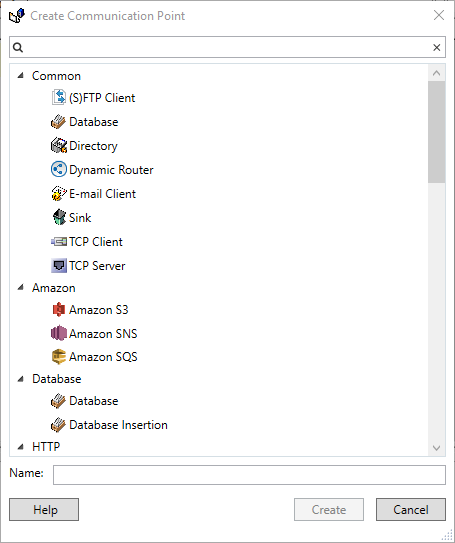 Create Communication Point
Common
(S)FTP Client
Database
Directory
Dynamic Router
E-mail Client
Sink
TCP Client
TCP Server
Amazon
Amazon S3
Amazon SNS
Amazon SQS
Database
Database
Database Insertion
HTTP
Name:
Help Create Cancel